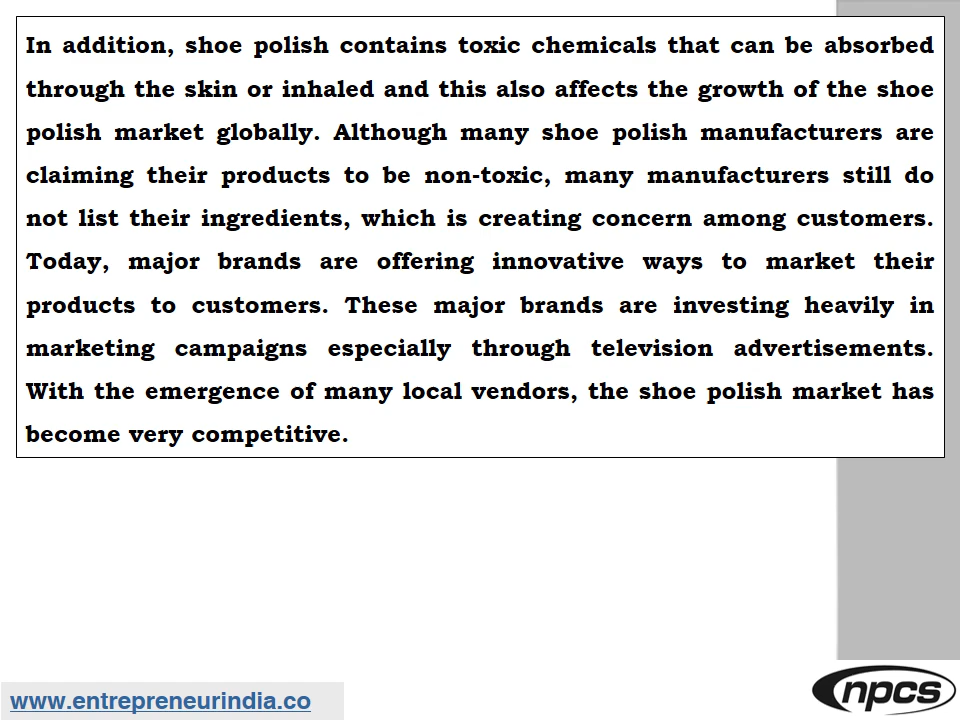 In addition, shoe polish contains toxic chemicals that can be absorbed
through the skin or inhaled and this also affects the growth of the shoe
polish market globally. Although many shoe polish manufacturers are
claiming their products to be non-toxic, many manufacturers still do
not list their ingredients, which is creating concern among customers.
Today, major brands are offering innovative ways to market their
products to customers. These major brands are investing heavily in
marketing campaigns especially through television advertisements.
With the emergence of many local vendors, the shoe polish market has
become very competitive.
www.entrepreneurindia.co
npcs